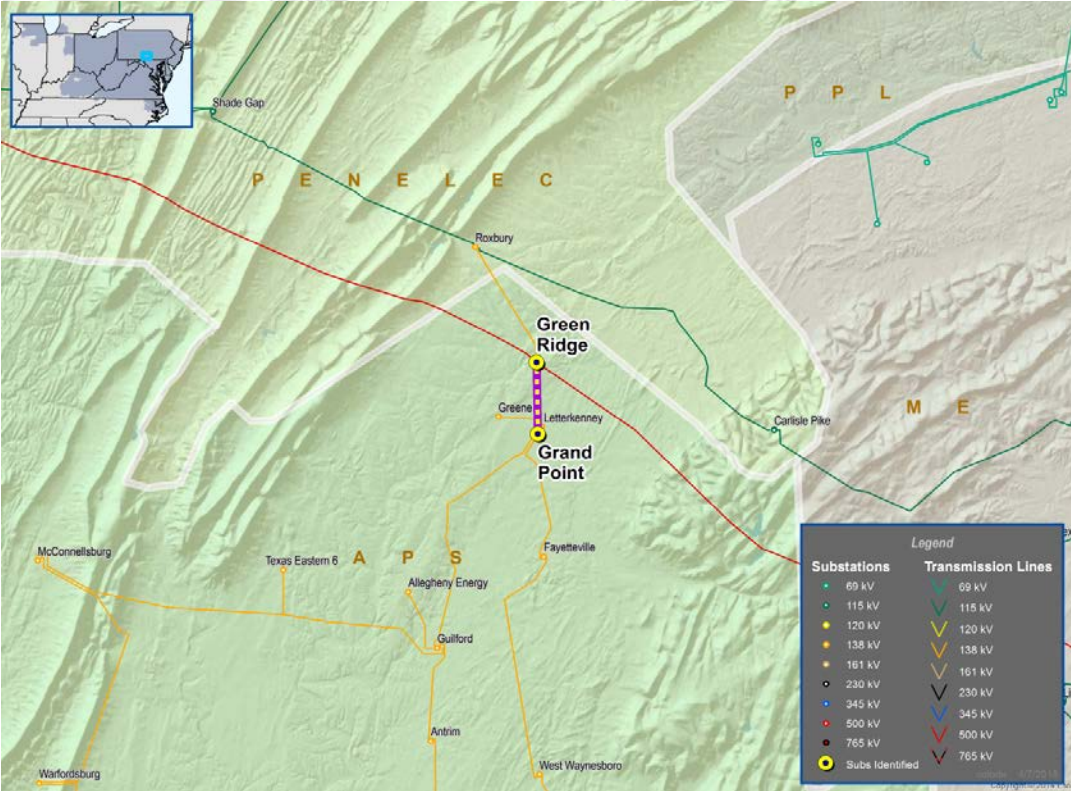 Shade Gap
P P L
P E N E L E C
Roxbury
Green
Ridge
Greene
Letterkenney
Grand
Point
M E
Carlisle Pike
McConnellsburg
Texas Eastern 6
A P S
Fayetteville
Allegheny Energy
Guilford
Antrim
Warfordsburg
West Waynesboro
Legend
Substations
69 kV
115 kV
120 kV
138 kV
161 kV
230 kV
345 kV
500 kV
765 kV
Subs Identified
Transmission Lines
69 kV
115 kV
120 kV
138 kV
161 kV
230 kV
345 kV
500 kV
765 kV